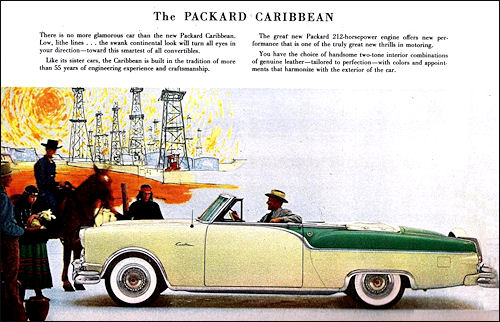 The PACKARD CARIBBEAN
There is no more glamorous car than the new Packard Caribbean.
Low, lithe lines . . . the swank continental look will turn all eyes in
your direction—toward this smartest of all convertibles.
Like its sister cars, the Caribbean is built in the tradition of more
than 55 years of engineering experience and craftsmanship.
The great new Packard 212-horsepower engine offers new per-
formance that is one of the truly great new thrills in motoring.
You have the choice of handsome two-tone interior combinations
of genuine leather—tailored to perfection—with colors and appoint-
ments that harmonize with the exterior of the car.